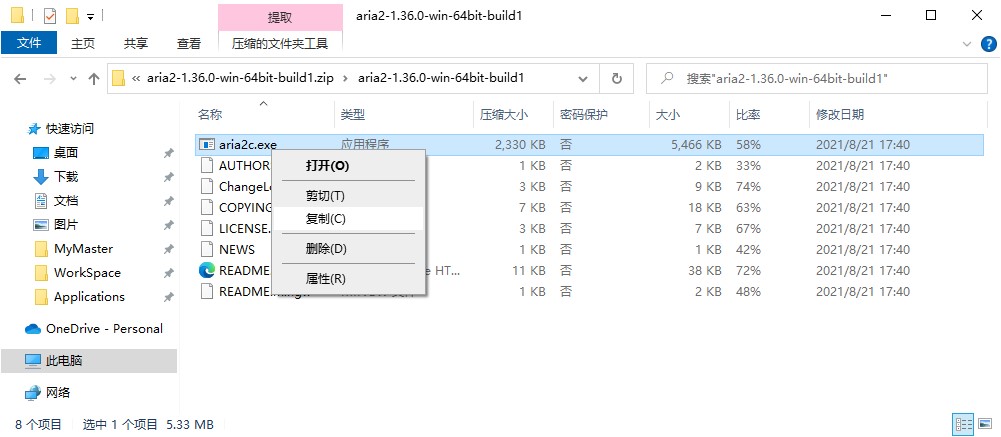 提取
aria2-1.36.0-win-64bit-build1
文件 主页 共享 查看 压缩的文件夹工具
« aria2-1.36.0-win-64bit-build1.zip › aria2-1.36.0-win-64bit-build1 搜索"aria2-1.36.0-win-64bit-build1"
名称 类型 压缩大小 密码保护 大小 比率 修改日期
快速访问
桌面
下载
文档
图片
MyMaster
WorkSpace
Applications
OneDrive - Personal
此电脑
网络
aria2c.exe 应用程序 2,330 KB 否 5,466 KB 58% 2021/8/21 17:40
AUTHOR 1 KB 否 2 KB 33% 2021/8/21 17:40
ChangeLo 3 KB 否 9 KB 74% 2021/8/21 17:40
COPYING 7 KB 否 18 KB 63% 2021/8/21 17:40
LICENSE. 3 KB 否 7 KB 67% 2021/8/21 17:40
NEWS 1 KB 否 1 KB 42% 2021/8/21 17:40
README e HT... 11 KB 否 38 KB 72% 2021/8/21 17:40
README. 1 KB 否 2 KB 48% 2021/8/21 17:40
打开(O)
剪切(T)
复制(C)
删除(D)
属性(R)
8 个项目 选中 1 个项目 5.33 MB